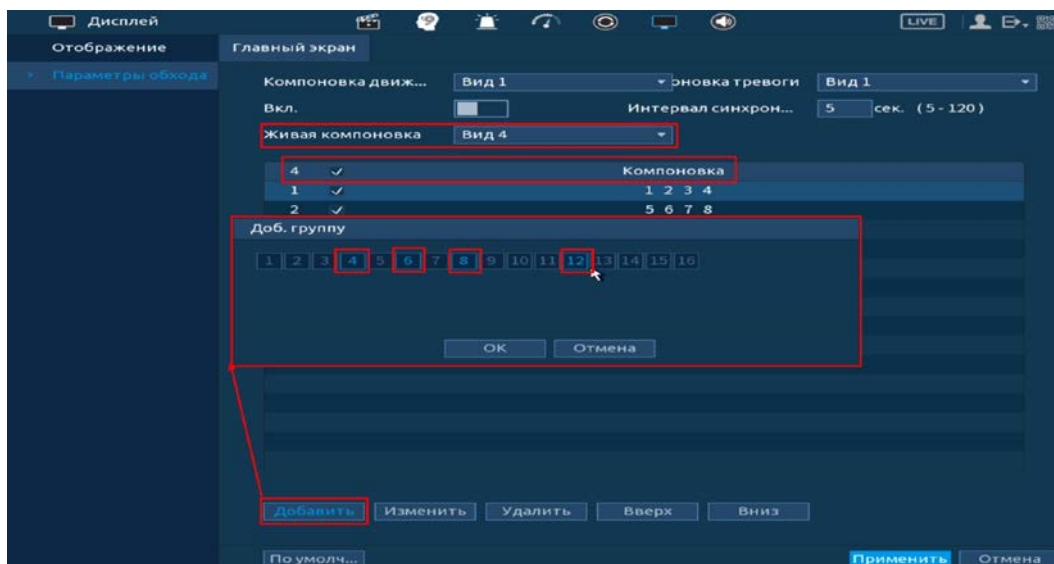 Дисплей LIVE
Отображение Главный экран
Параметры обхода
Компоновка движ... Вид 1 оновка тревоги Вид 1
Вкл. Интервал синхрон... 5 сек. (5-120)
Живая компоновка Вид 4
4 Компоновка
1 1 2 3 4
2 5 6 7 8
Доб. группу
1 2 3 4 5 6 7 8 9 10 11 12 13 14 15 16
OK Отмена
Добавить Изменить Удалить Вверх Вниз
По умолч... Применить Отмена